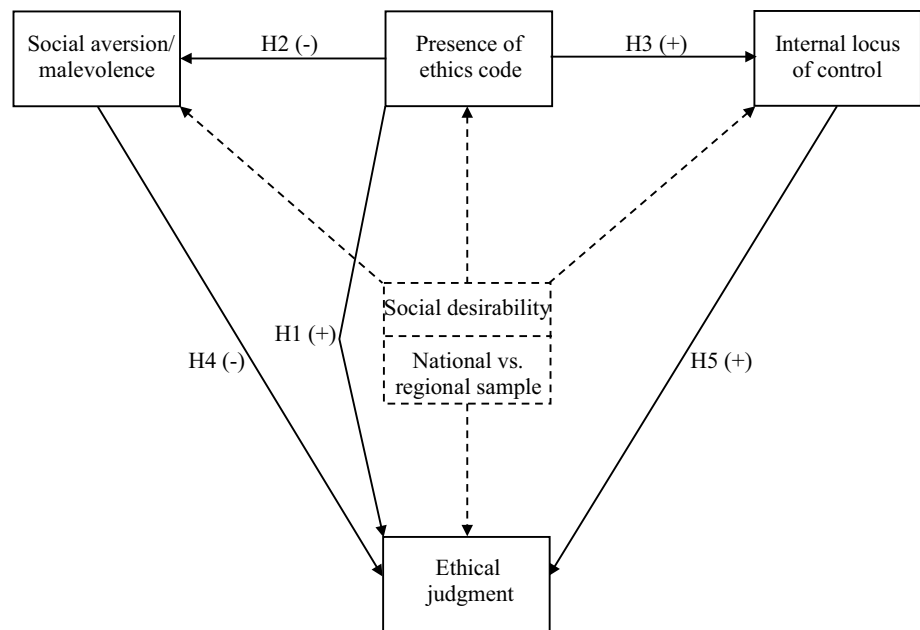 Social aversion/
malevolence
H2 (-)
Presence of
ethics code
H3 (+)
Internal locus
of control
Social desirability
National vs.
regional sample
H1 (+)
H4 (-)
H5 (+)
Ethical
judgment